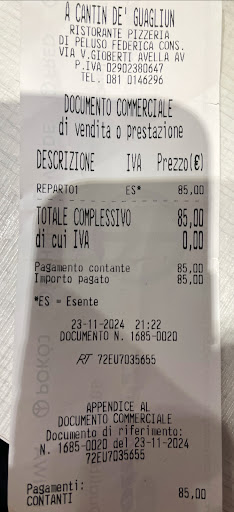 A CANTIN DE' GUAGLIUN
RISTORANTE PIZZERIA
DI PELUSO FEDERICA CONS.
VIA V.GIOBERTI AVELLA AV
P.IVA 02902380647
TEL. 081 0146296
DOCUMENTO COMMERCIALE
di vendita o prestazione
DESCRIZIONE IVA Prezzo(€)
REPARTO1 ES* 85,00
TOTALE COMPLESSIVO 85,00
di cui IVA 0,00
Pagamento contante 85,00
Importo pagato 85,00
*ES = Esente
23-11-2024 21:22
DOCUMENTO N. 1685-0020
RT 72EU7035655
APPENDICE AL
DOCUMENTO COMMERCIALE
Documento di riferimento:
N. 1685-0020 del 23-11-2024
72EU7035655
Pagamenti:
CONTANTI 85,00